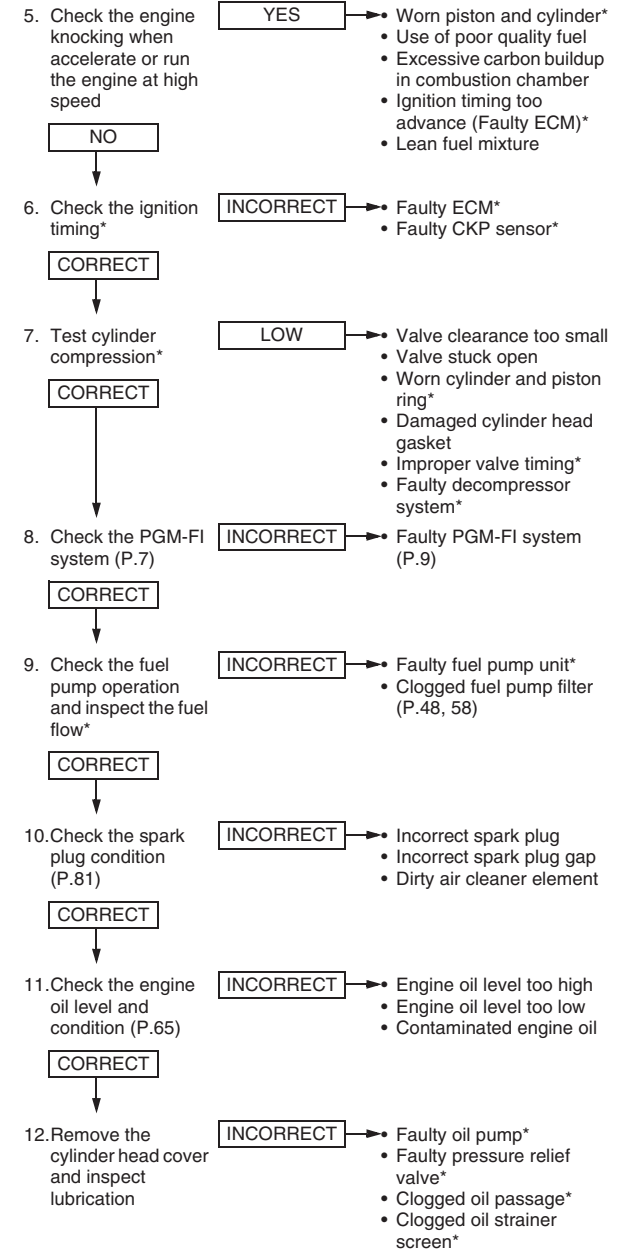 5. Check the engine
knocking when
accelerate or run
the engine at high
speed
YES
• Worn piston and cylinder*
• Use of poor quality fuel
• Excessive carbon buildup
in combustion chamber
• Ignition timing too
advance (Faulty ECM)*
• Lean fuel mixture
NO
6. Check the ignition
timing*
INCORRECT
• Faulty ECM*
• Faulty CKP sensor*
CORRECT
7. Test cylinder
compression*
LOW
• Valve clearance too small
• Valve stuck open
• Worn cylinder and piston
ring*
• Damaged cylinder head
gasket
• Improper valve timing*
• Faulty decompressor
system*
CORRECT
8. Check the PGM-FI
system (P.7)
INCORRECT
• Faulty PGM-FI system
(P.9)
CORRECT
9. Check the fuel
pump operation
and inspect the fuel
flow*
INCORRECT
• Faulty fuel pump unit*
• Clogged fuel pump filter
(P.48, 58)
CORRECT
10.Check the spark
plug condition
(P.81)
INCORRECT
• Incorrect spark plug
• Incorrect spark plug gap
• Dirty air cleaner element
CORRECT
11.Check the engine
oil level and
condition (P.65)
INCORRECT
• Engine oil level too high
• Engine oil level too low
• Contaminated engine oil
CORRECT
12.Remove the
cylinder head cover
and inspect
lubrication
INCORRECT
• Faulty oil pump*
• Faulty pressure relief
valve*
• Clogged oil passage*
• Clogged oil strainer
screen*